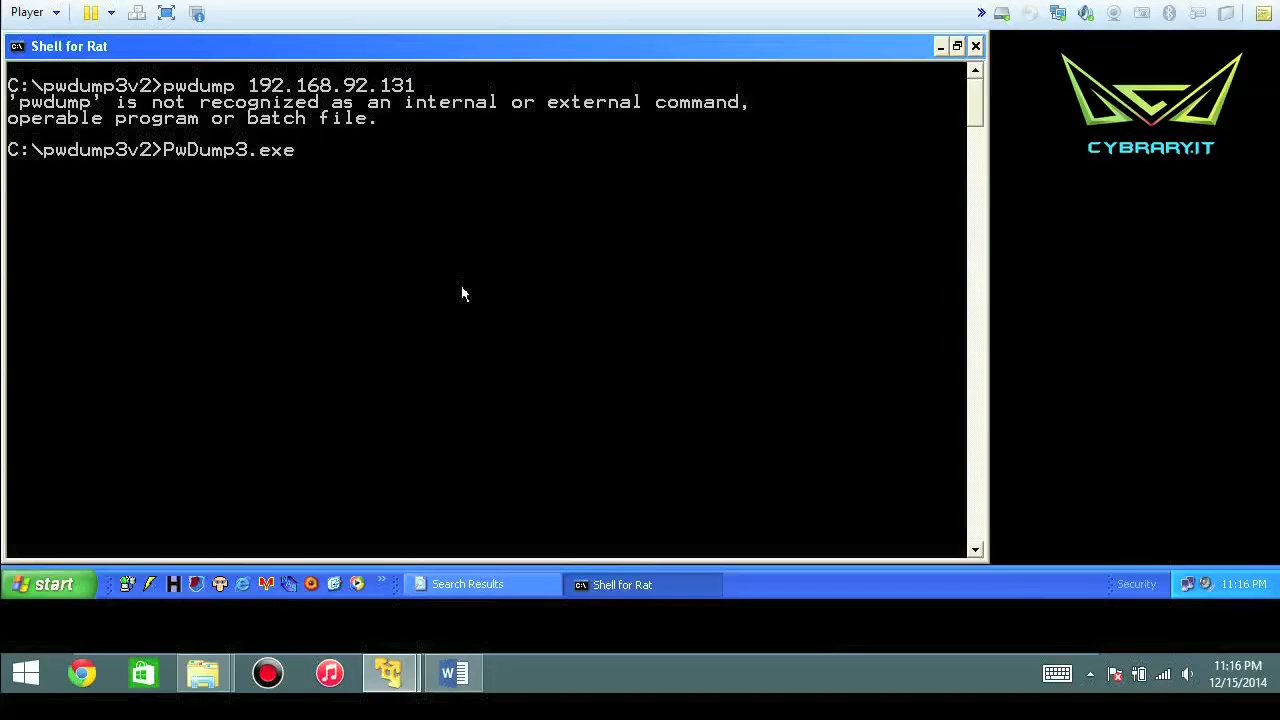 Player
Shell for Rat
C:\pwdump3v2>pwdump 192.168.92.131
'pwdump' is not recognized as an internal or external command,
operable program or batch file.
C:\pwdump3v2>PwDump3.exe
CYBRARY.IT
start
Search Results
Shell for Rat
Security
11:16 PM
11:16 PM
12/15/2014